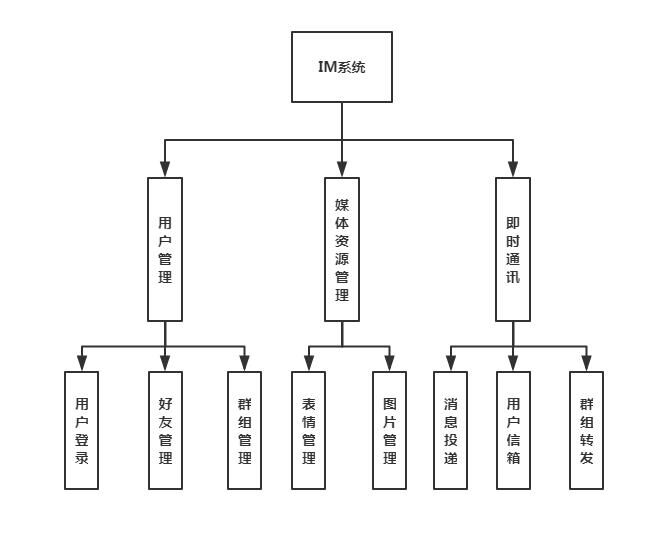 IM系统
用户管理
媒体资源管理
即时通讯
用户登录
好友管理
群组管理
表情管理
图片管理
消息投递
用户信箱
群组转发